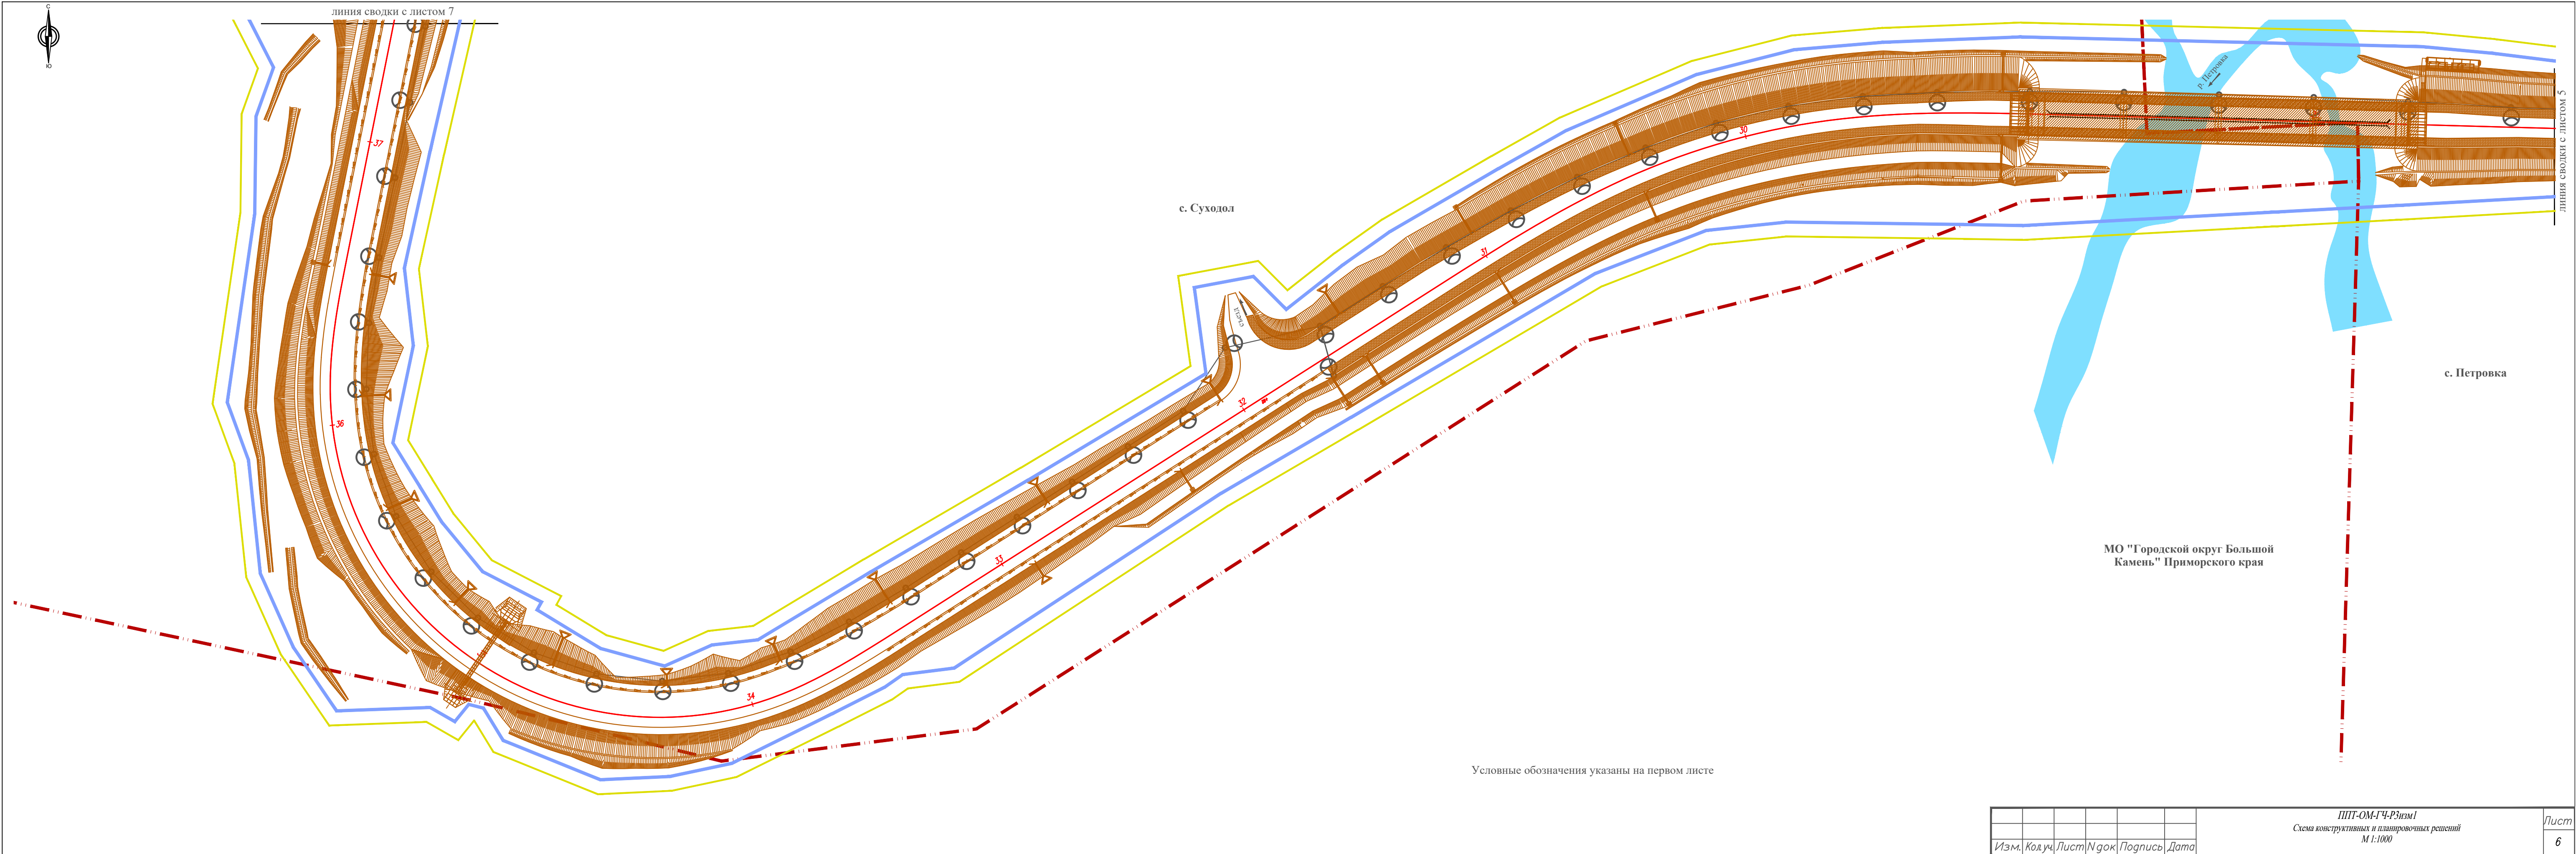 линия сводки с листом 7
С
Ю
р. Петровка
линия сводки с листом 5
37
30
с. Суходол
31
съезд
с. Петровка
32
36
33
МО "Городской округ Большой
Камень" Приморского края
34
Условные обозначения указаны на первом листе
ППТ-ОМ-ГЧ-РЗизм1
Схема конструктивных и планировочных решений
М 1:1000
Лист
6
Изм. Кол.уч Лист N док Подпись Дата